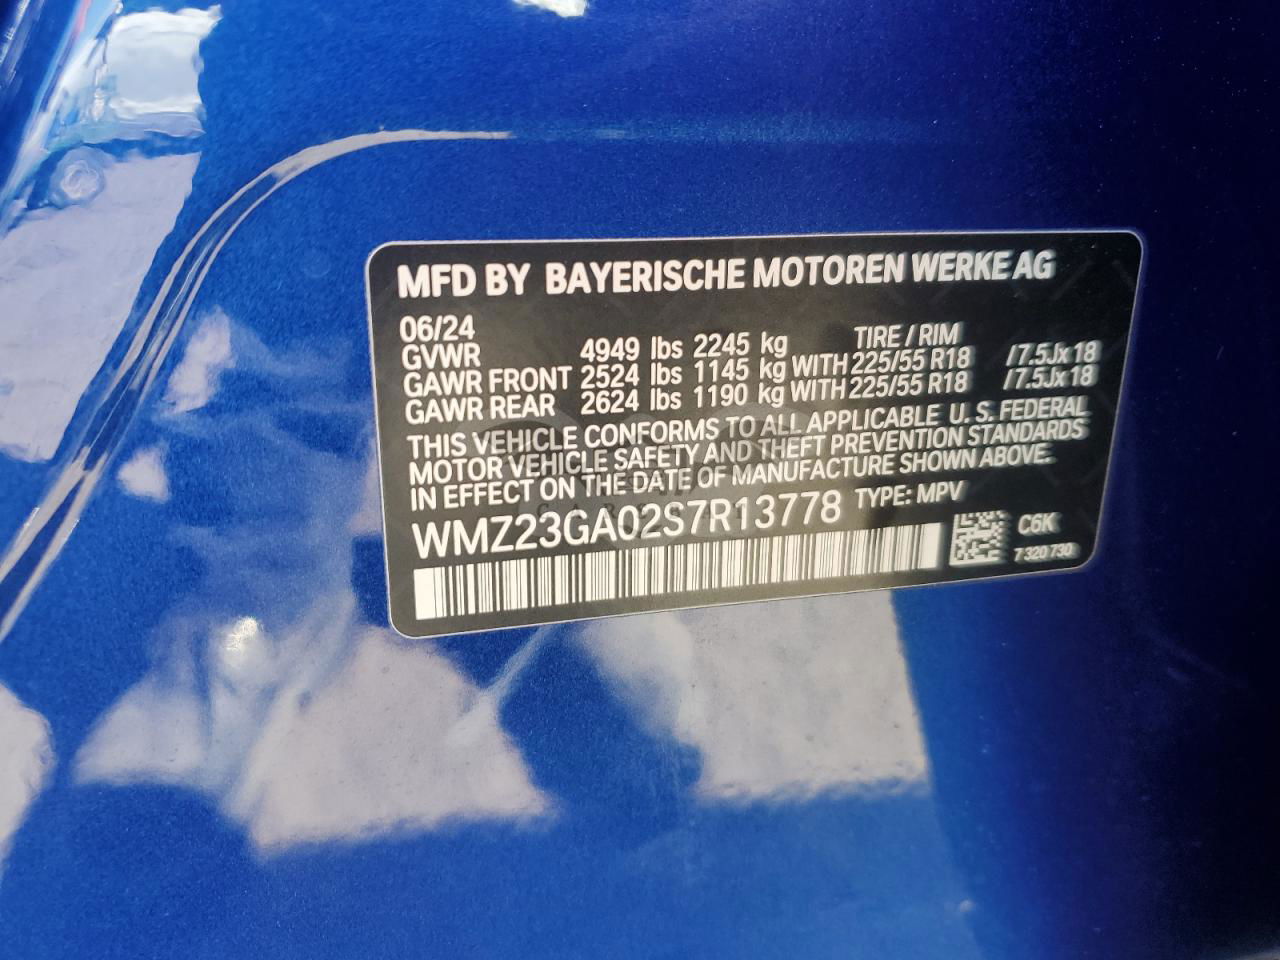 MFD BY BAYERISCHE MOTOREN WERKE AG
06/24 TIRE / RIM
GVWR 4949 lbs 2245 kg
GAWR FRONT 2524 lbs 1145 kg WITH 225/55 R18 /7.5Jx18
GAWR REAR 2624 lbs 1190 kg WITH 225/55 R18 /7.5Jx18
THIS VEHICLE CONFORMS TO ALL APPLICABLE U. S. FEDERAL
MOTOR VEHICLE SAFETY AND THEFT PREVENTION STANDARDS
IN EFFECT ON THE DATE OF MANUFACTURE SHOWN ABOVE.
WMZ23GA02S7R13778 TYPE: MPV
C6K
7 320 730